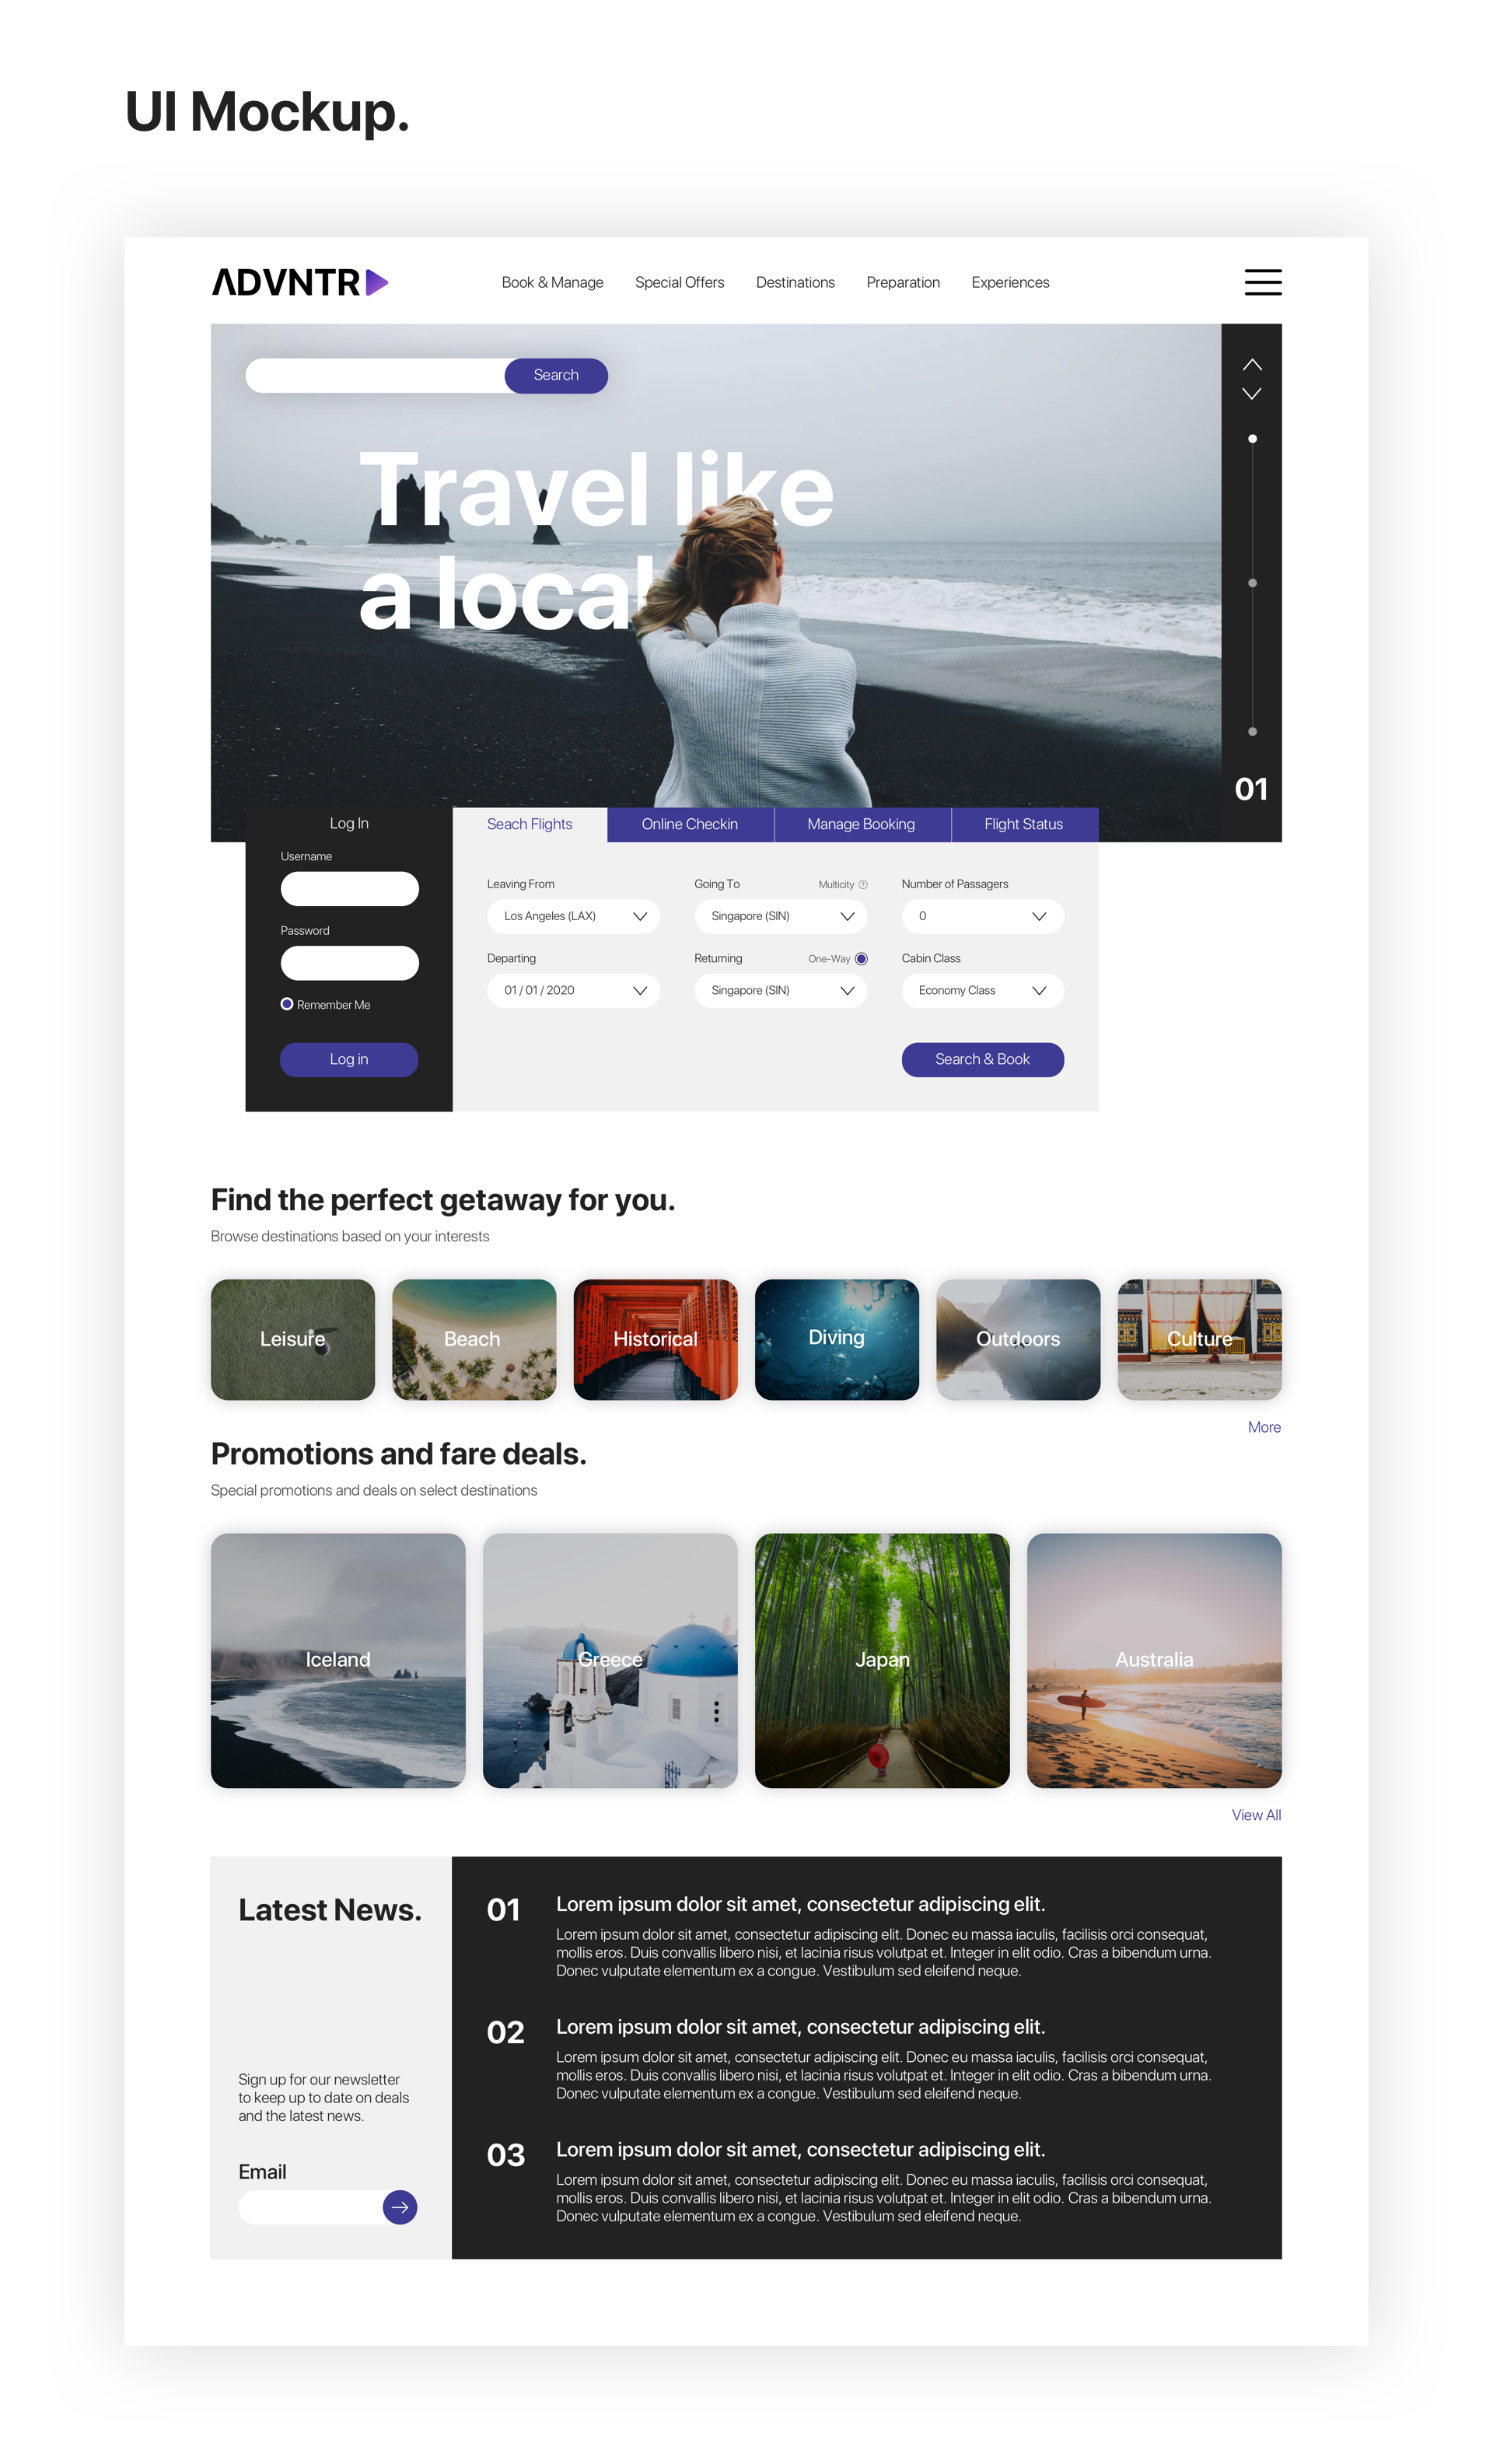 UI Mockup.
ADVNTR
Book & Manage Special Offers Destinations Preparation Experiences
Search
Travel like
a local
01
Log In
Username
Password
Remember Me
Log in
Seach Flights Online Checkin Manage Booking Flight Status
Leaving From Going To Multicity ? Number of Passagers
Los Angeles (LAX) Singapore (SIN) 0
Departing Returning One-Way Cabin Class
01 / 01 / 2020 Singapore (SIN) Economy Class
Search & Book
Find the perfect getaway for you.
Browse destinations based on your interests
Leisure Beach Historical Diving Outdoors Culture
More
Promotions and fare deals.
Special promotions and deals on select destinations
Iceland Greece Japan Australia
View All
Latest News.
Sign up for our newsletter
to keep up to date on deals
and the latest news.
Email
01 Lorem ipsum dolor sit amet, consectetur adipiscing elit.
Lorem ipsum dolor sit amet, consectetur adipiscing elit. Donec eu massa iaculis, facilisis orci consequat,
mollis eros. Duis convallis libero nisi, et lacinia risus volutpat et. Integer in elit odio. Cras a bibendum urna.
Donec vulputate elementum ex a congue. Vestibulum sed eleifend neque.
02 Lorem ipsum dolor sit amet, consectetur adipiscing elit.
Lorem ipsum dolor sit amet, consectetur adipiscing elit. Donec eu massa iaculis, facilisis orci consequat,
mollis eros. Duis convallis libero nisi, et lacinia risus volutpat et. Integer in elit odio. Cras a bibendum urna.
Donec vulputate elementum ex a congue. Vestibulum sed eleifend neque.
03 Lorem ipsum dolor sit amet, consectetur adipiscing elit.
Lorem ipsum dolor sit amet, consectetur adipiscing elit. Donec eu massa iaculis, facilisis orci consequat,
mollis eros. Duis convallis libero nisi, et lacinia risus volutpat et. Integer in elit odio. Cras a bibendum urna.
Donec vulputate elementum ex a congue. Vestibulum sed eleifend neque.